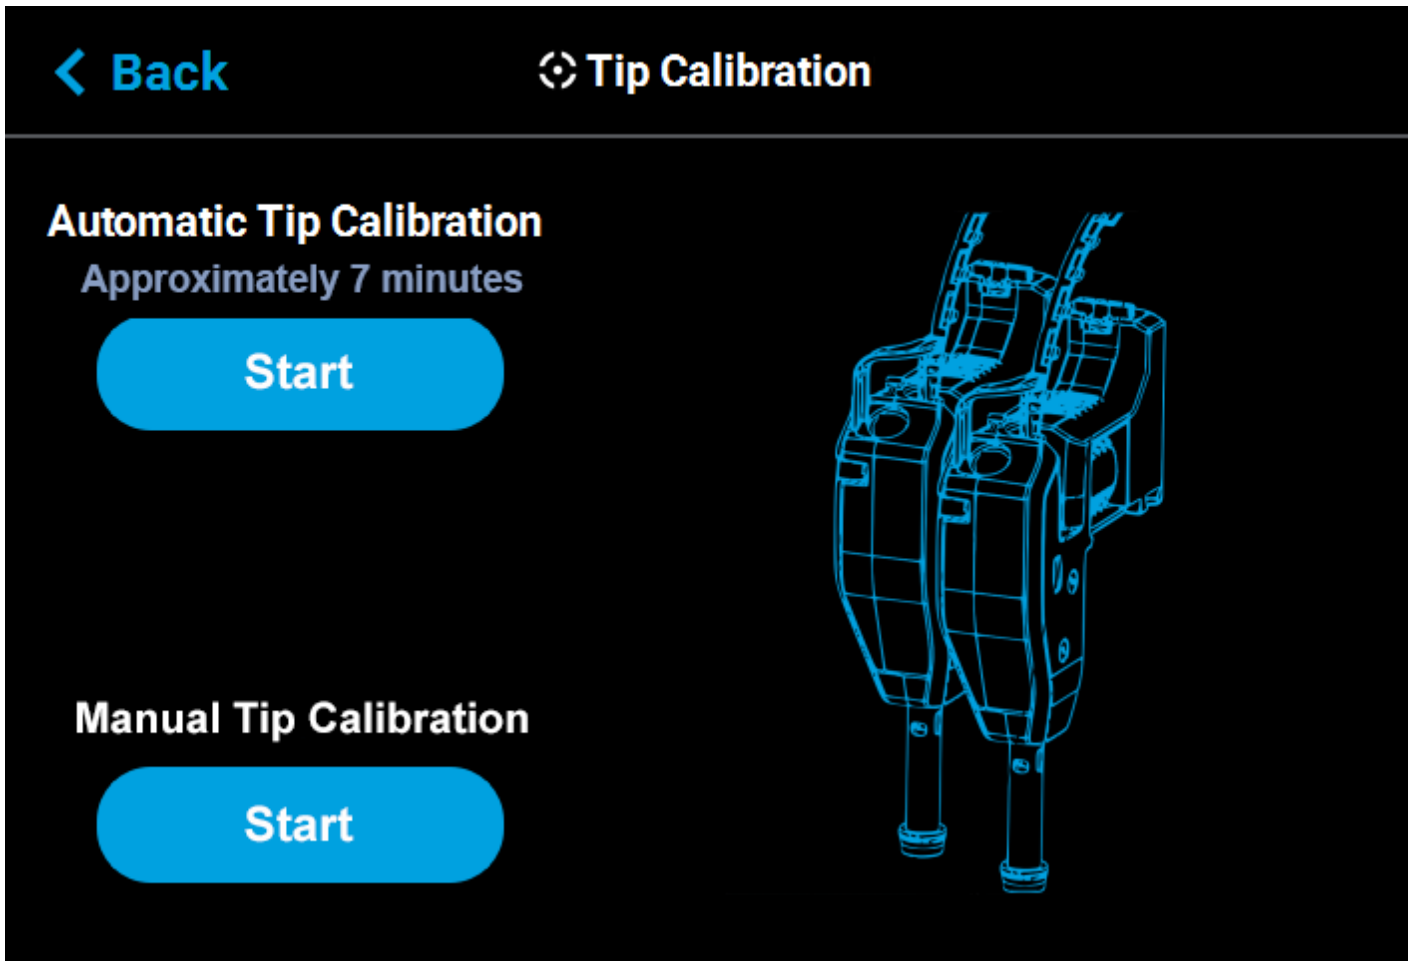 Back
Tip Calibration
Automatic Tip Calibration
Approximately 7 minutes
Start
Manual Tip Calibration
Start